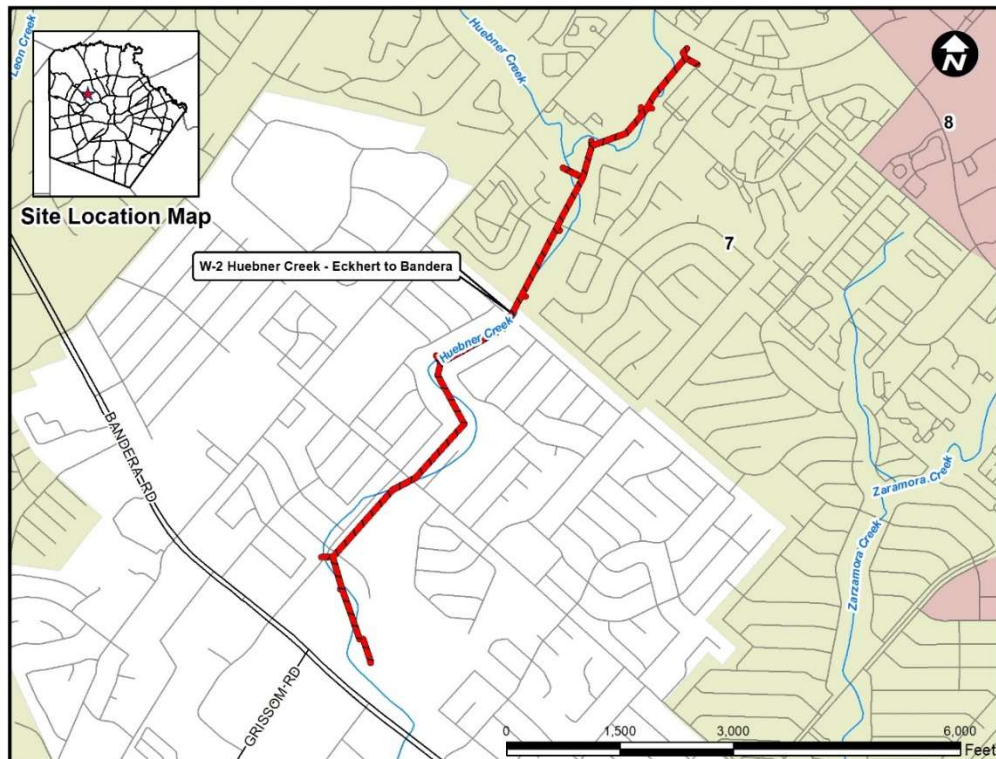 Leon Creek
Huebner Creek
N
8
Site Location Map
7
W-2 Huebner Creek - Eckhert to Bandera
Huebner Creek
BANDERA RD
Zaramora Creek
Zarzamora Creek
GRISSOM RD
0 1,500 3,000 6,000
Feet